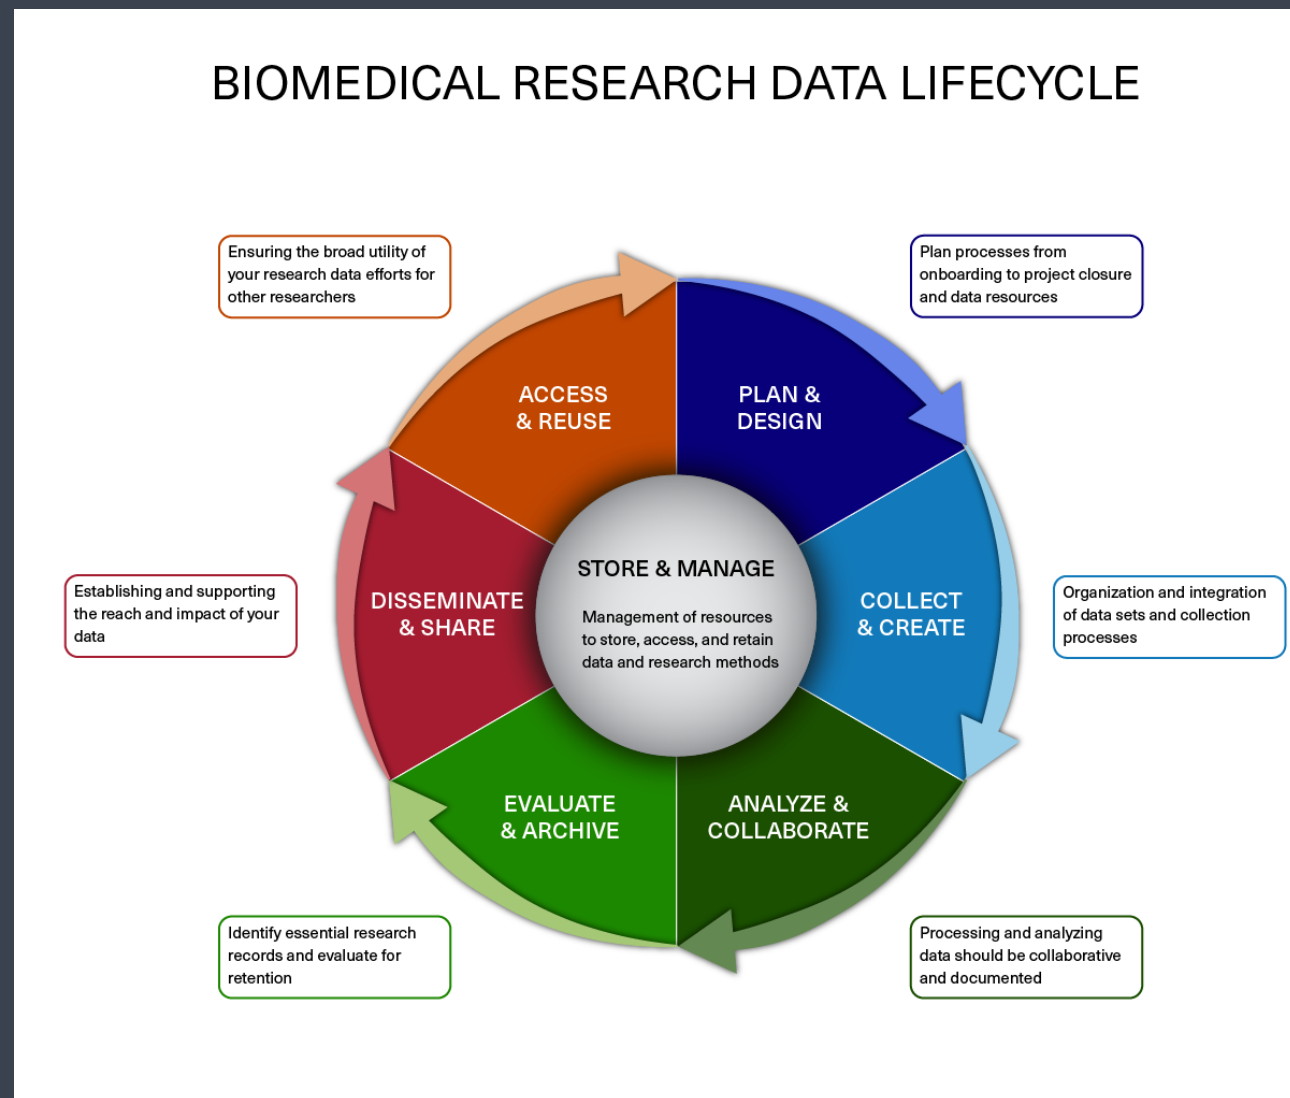 BIOMEDICAL RESEARCH DATA LIFECYCLE
Ensuring the broad utility of
your research data efforts for
other researchers
Plan processes from
onboarding to project closure
and data resources
ACCESS
& REUSE
PLAN &
DESIGN
Establishing and supporting
the reach and impact of your
data
DISSEMINATE
& SHARE
STORE & MANAGE
Management of resources
to store, access, and retain
data and research methods
COLLECT
& CREATE
Organization and integration
of data sets and collection
processes
EVALUATE
& ARCHIVE
ANALYZE &
COLLABORATE
Identify essential research
records and evaluate for
retention
Processing and analyzing
data should be collaborative
and documented